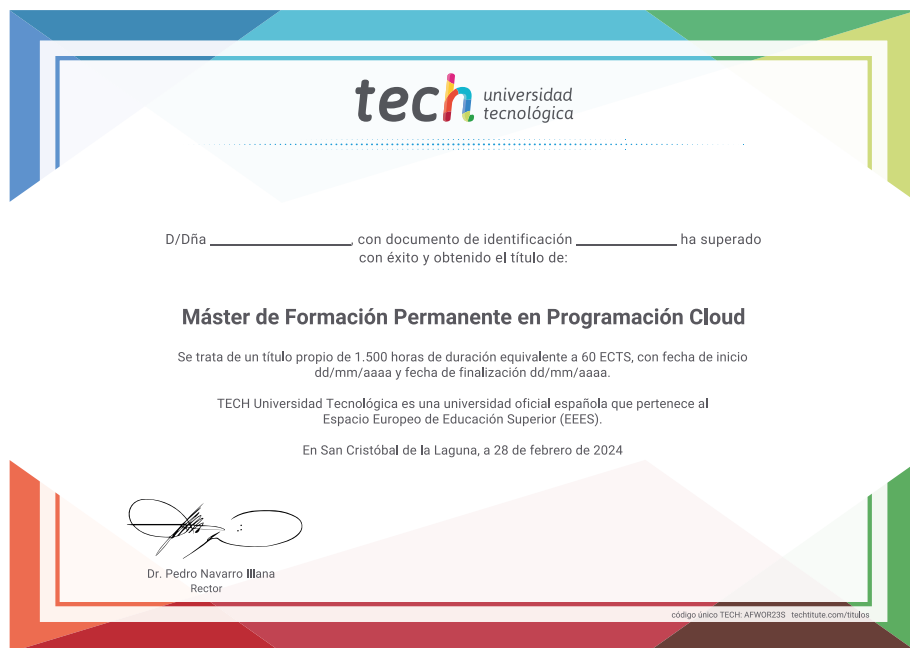 tech universidad
tecnológica
D/Dña ____________________, con documento de identificación ______________ ha superado
con éxito y obtenido el título de:
Máster de Formación Permanente en Programación Cloud
Se trata de un título propio de 1.500 horas de duración equivalente a 60 ECTS, con fecha de inicio
dd/mm/aaaa y fecha de finalización dd/mm/aaaa.
TECH Universidad Tecnológica es una universidad oficial española que pertenece al
Espacio Europeo de Educación Superior (EEES).
En San Cristóbal de la Laguna, a 28 de febrero de 2024
Dr. Pedro Navarro Illana
Rector
código único TECH: AFWOR23S techtitute.com/titulos